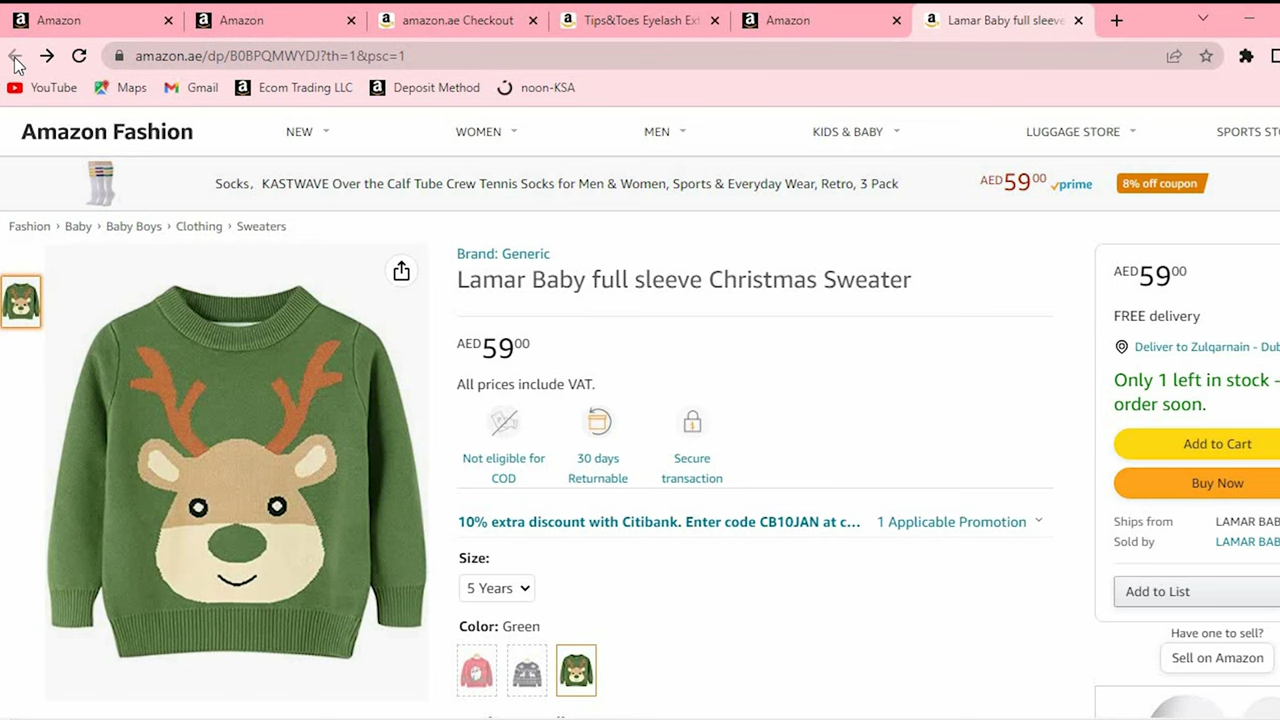 Amazon
Amazon
amazon.ae Checkout
Tips&Toes Eyelash Ex
Amazon
Lamar Baby full sleeve
amazon.ae/dp/B0BPQMWYDJ?th=1&psc=1
YouTube
Maps
Gmail
Ecom Trading LLC
Deposit Method
noon-KSA
Amazon Fashion
NEW
WOMEN
MEN
KIDS & BABY
LUGGAGE STORE
SPORTS ST
Socks, KASTWAVE Over the Calf Tube Crew Tennis Socks for Men & Women, Sports & Everyday Wear, Retro, 3 Pack
AED 59 00
prime
8% off coupon
Fashion › Baby › Baby Boys › Clothing › Sweaters
Brand: Generic
Lamar Baby full sleeve Christmas Sweater
AED 59 00
All prices include VAT.
Not eligible for COD
30 days Returnable
Secure transaction
10% extra discount with Citibank. Enter code CB10JAN at c...
1 Applicable Promotion
Size:
5 Years
Color: Green
AED 59 00
FREE delivery
Deliver to Zulqarnain - Dub
Only 1 left in stock -
order soon.
Add to Cart
Buy Now
Ships from LAMAR BAB
Sold by LAMAR BAB
Add to List
Have one to sell?
Sell on Amazon